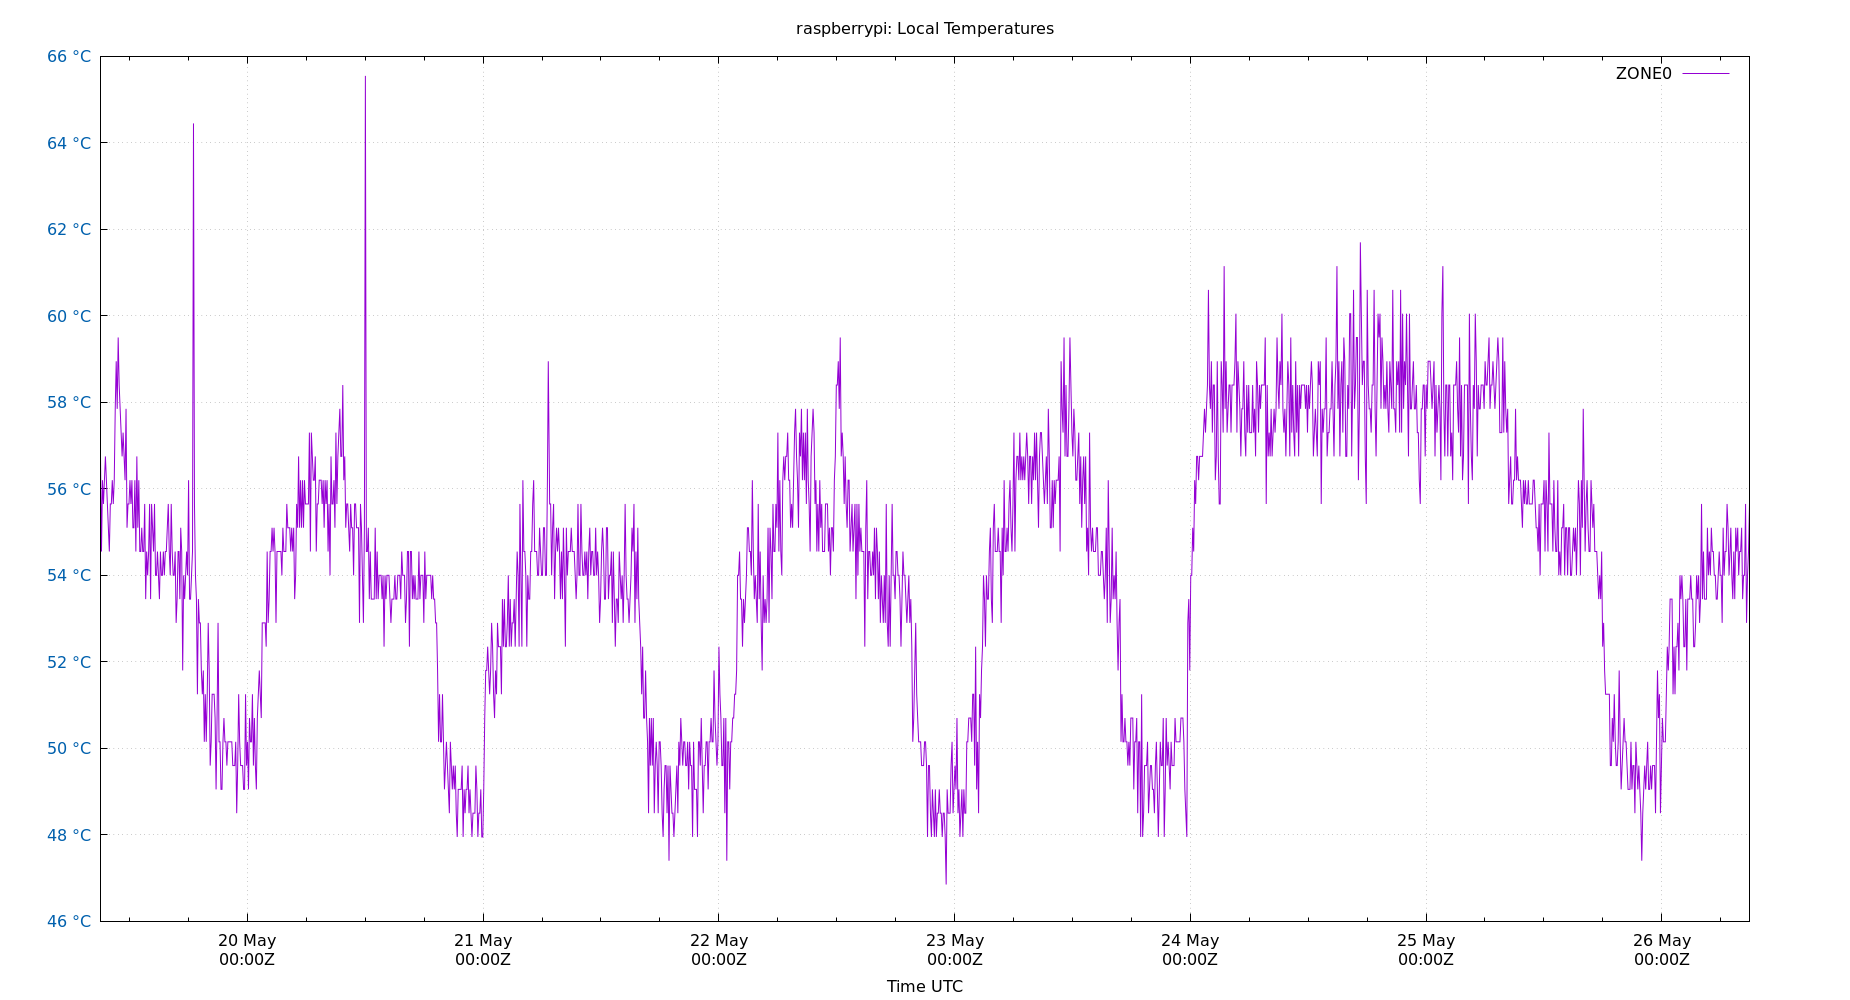 raspberrypi: Local Temperatures
66 °C
ZONE0
64 °C
62 °C
60 °C
58 °C
56 °C
54 °C
52 °C
50 °C
48 °C
46 °C
20 May 21 May 22 May 23 May 24 May 25 May 26 May
00:00Z 00:00Z 00:00Z 00:00Z 00:00Z 00:00Z 00:00Z
Time UTC